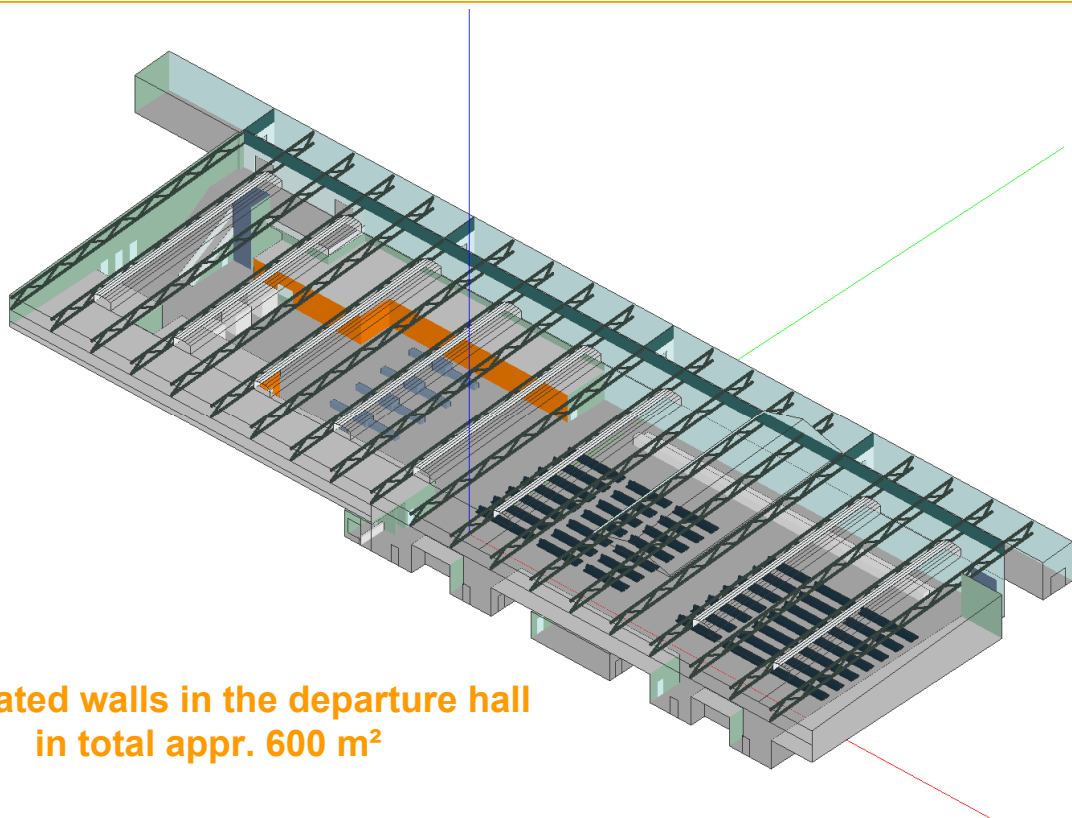 ated walls in the departure hall
in total appr. 600 m²